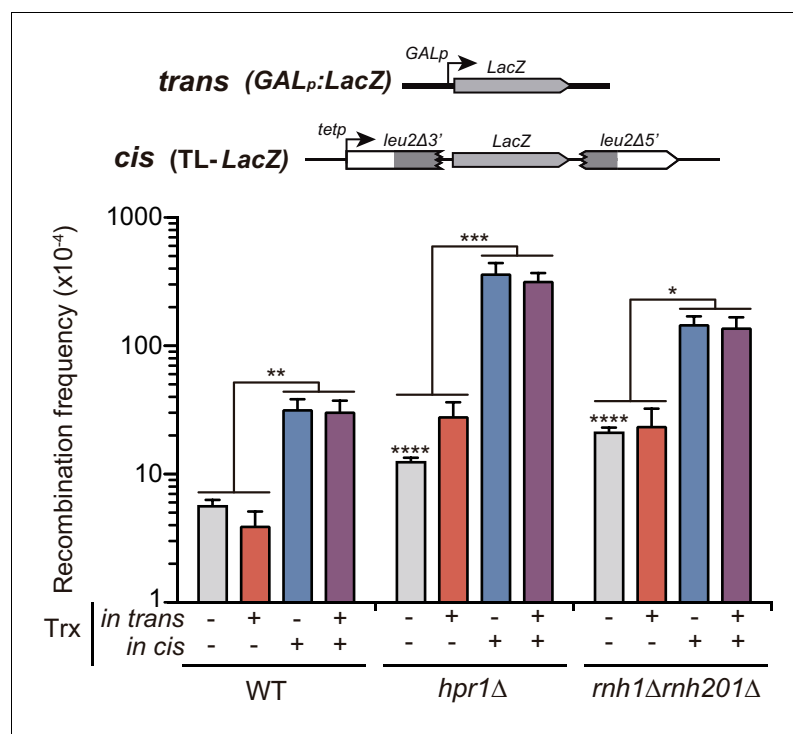 GALp
LacZ
trans (GALp:LacZ)
tetp
leu2Δ3’
LacZ
leu2Δ5’
cis (TL-LacZ)
Recombination frequency (x10-4)
1000
100
10
1
**
****
***
****
*
Trx
in trans - + - + - + - + - + - +
in cis - - + + - - + + - - + +
WT
hpr1Δ
rnh1Δrnh201Δ